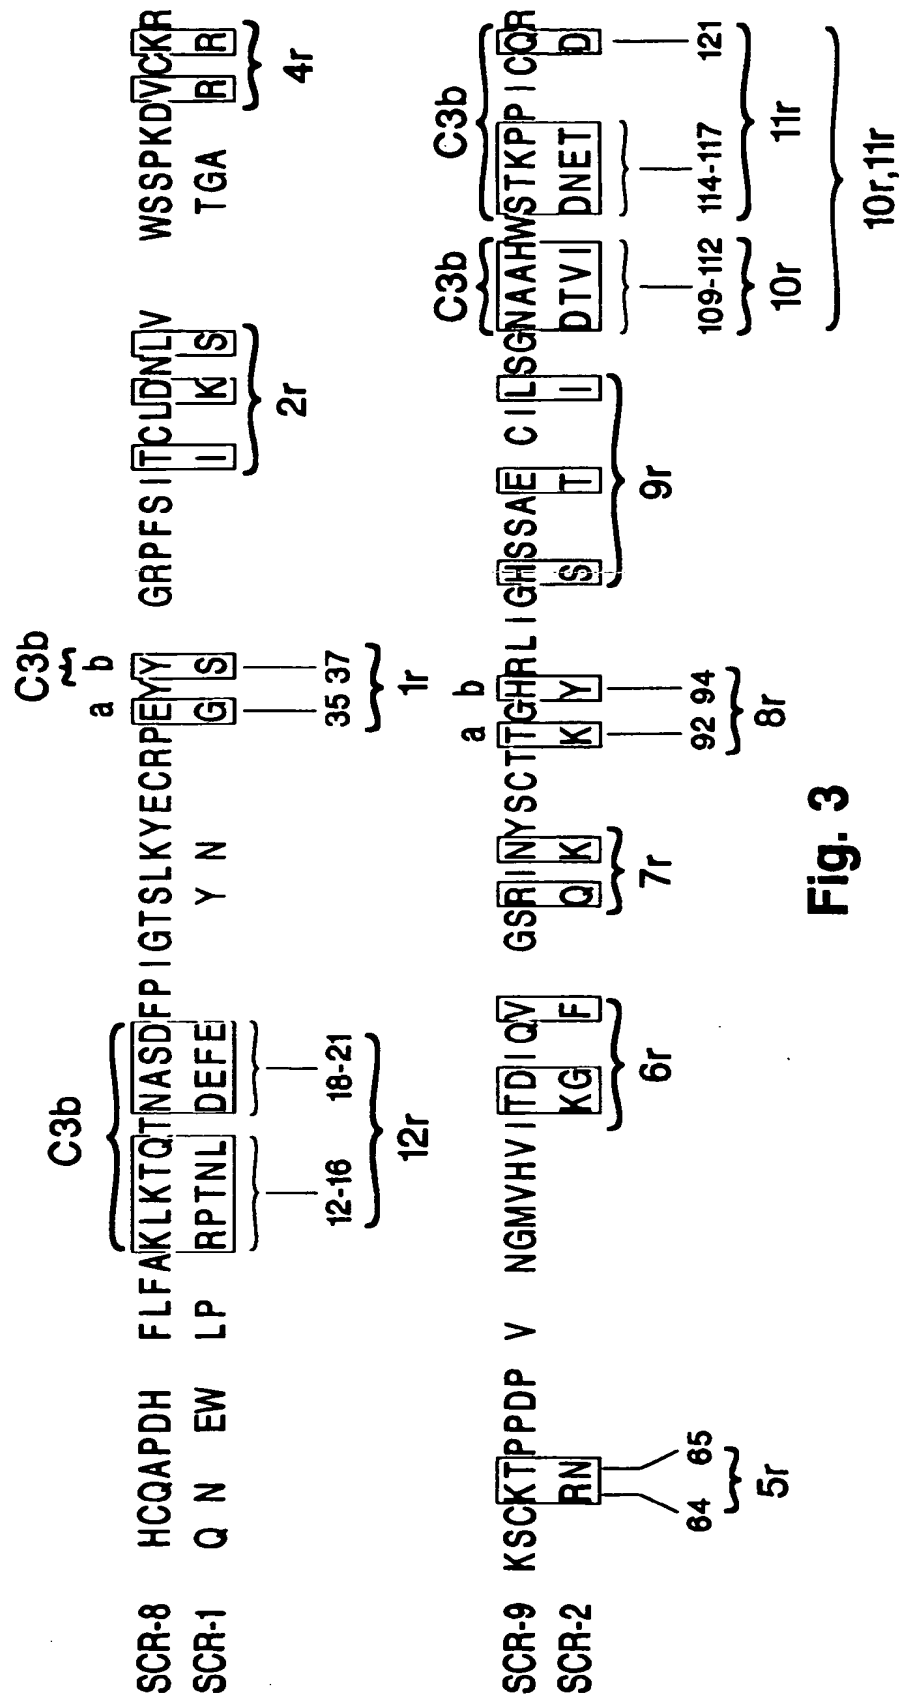 C3b C3b
a b
SCR-8 HCQAPDH FLFAKLKTQTNASDFPIGTSLKYECRPEYY GRPFSITCLDNLV WSSPKDVCKR
SCR-1 Q N EW LP RPTNL DEFE Y N G S I K S TGA R R
12-16 18-21 35 37
12r 1r 2r 4r
C3b C3b
a b
SCR-9 KSCKTPPDP V NGMVHVITDIQV GSRINYSCTTGHRLIGHSSAE CILSGNAAHWSTKPPICQR
SCR-2 RN KG F Q K K Y S T I DTVI DNET D
64 65 92 94 109-112 114-117 121
5r 6r 7r 8r 9r 10r 11r
10r,11r
Fig. 3